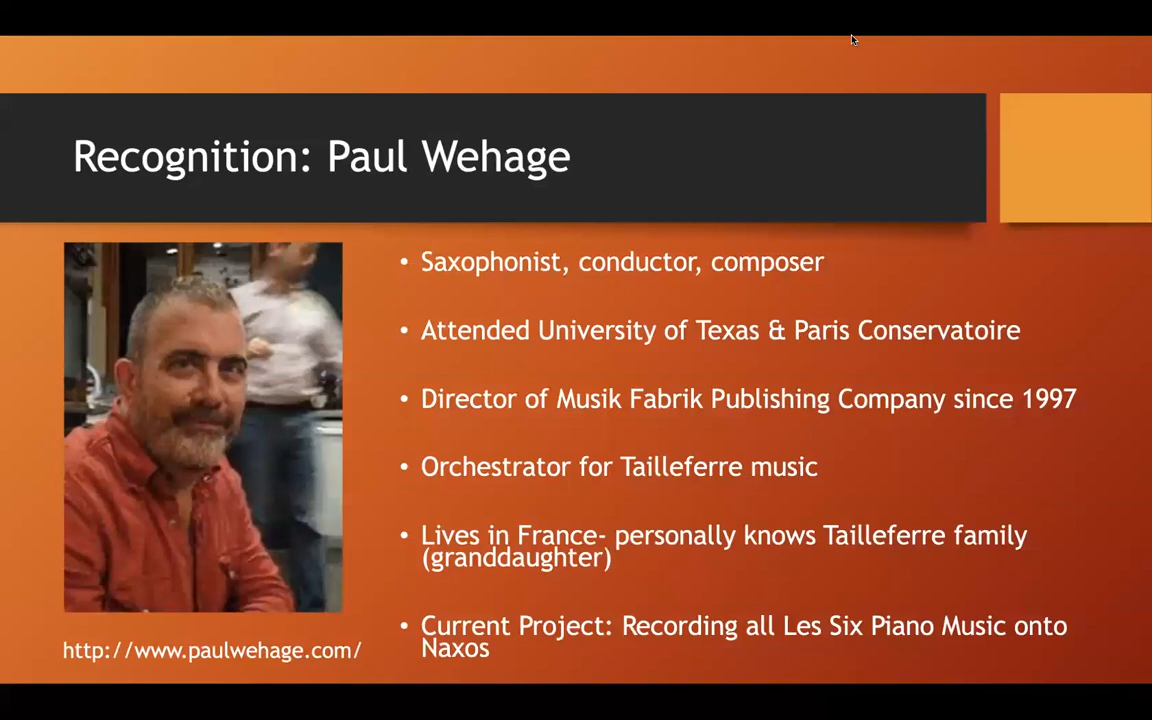 Recognition: Paul Wehage
• Saxophonist, conductor, composer
• Attended University of Texas & Paris Conservatoire
• Director of Musik Fabrik Publishing Company since 1997
• Orchestrator for Tailleferre music
• Lives in France- personally knows Tailleferre family
(granddaughter)
• Current Project: Recording all Les Six Piano Music onto
Naxos
http://www.paulwehage.com/